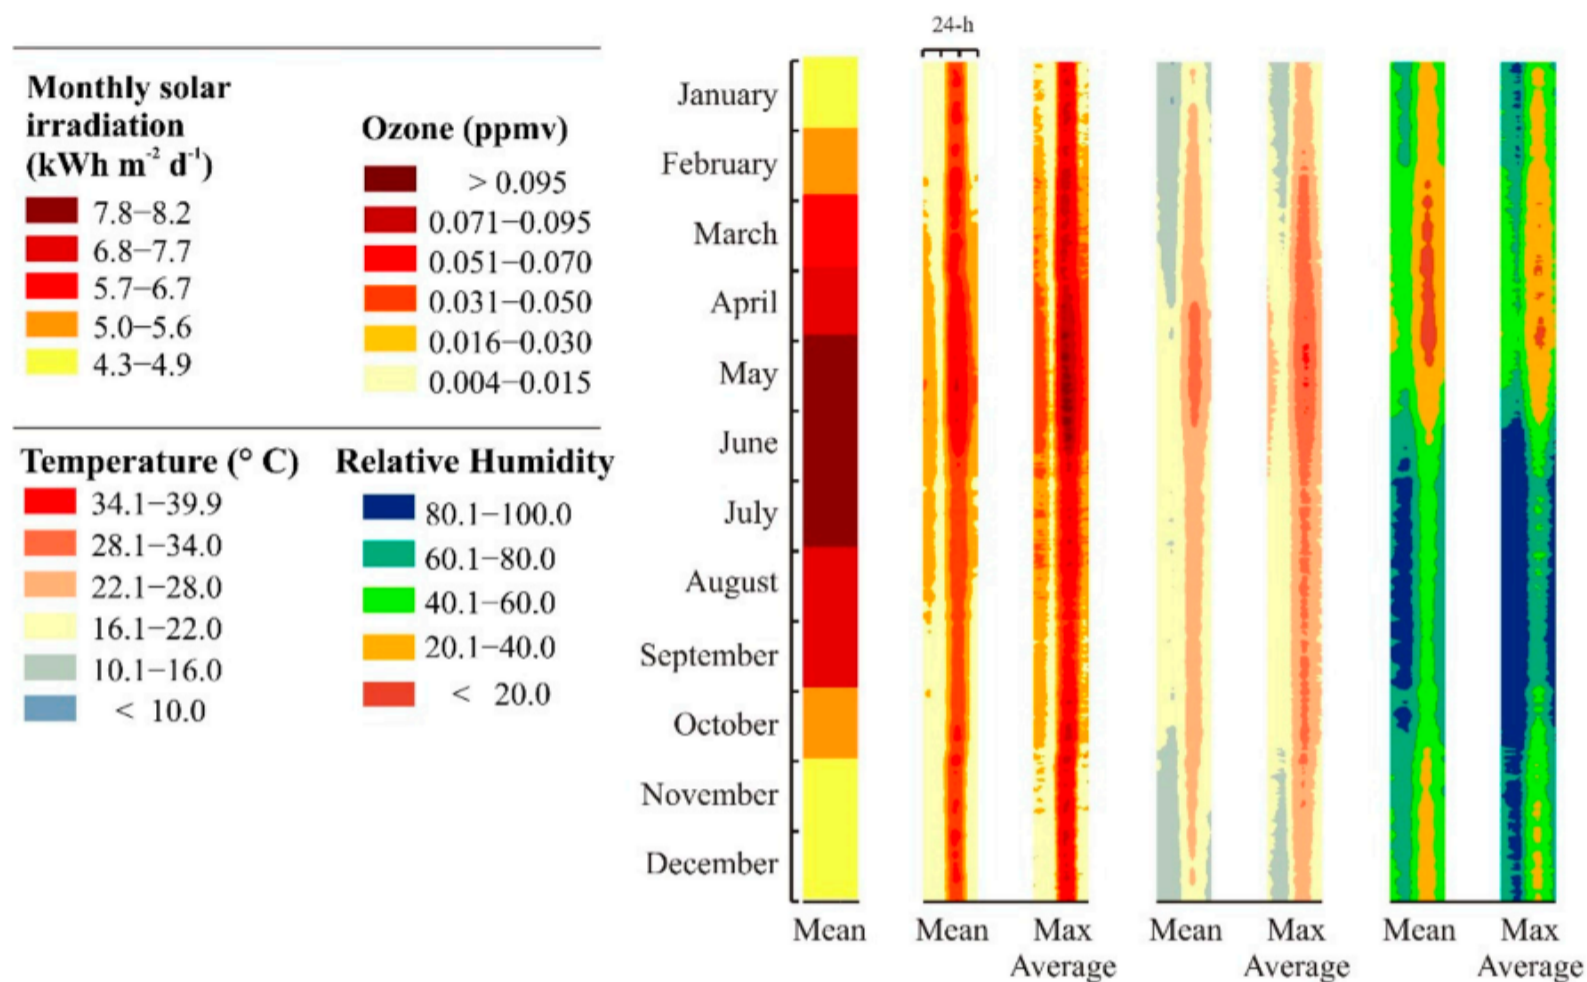 Monthly solar
irradiation
(kWh m⁻² d⁻¹)
7.8−8.2
6.8−7.7
5.7−6.7
5.0−5.6
4.3−4.9
Ozone (ppmv)
> 0.095
0.071−0.095
0.051−0.070
0.031−0.050
0.016−0.030
0.004−0.015
Temperature (° C)
34.1−39.9
28.1−34.0
22.1−28.0
16.1−22.0
10.1−16.0
< 10.0
Relative Humidity
80.1−100.0
60.1−80.0
40.1−60.0
20.1−40.0
< 20.0
24-h
January
February
March
April
May
June
July
August
September
October
November
December
Mean
Mean
Max
Average
Mean
Max
Average
Mean
Max
Average